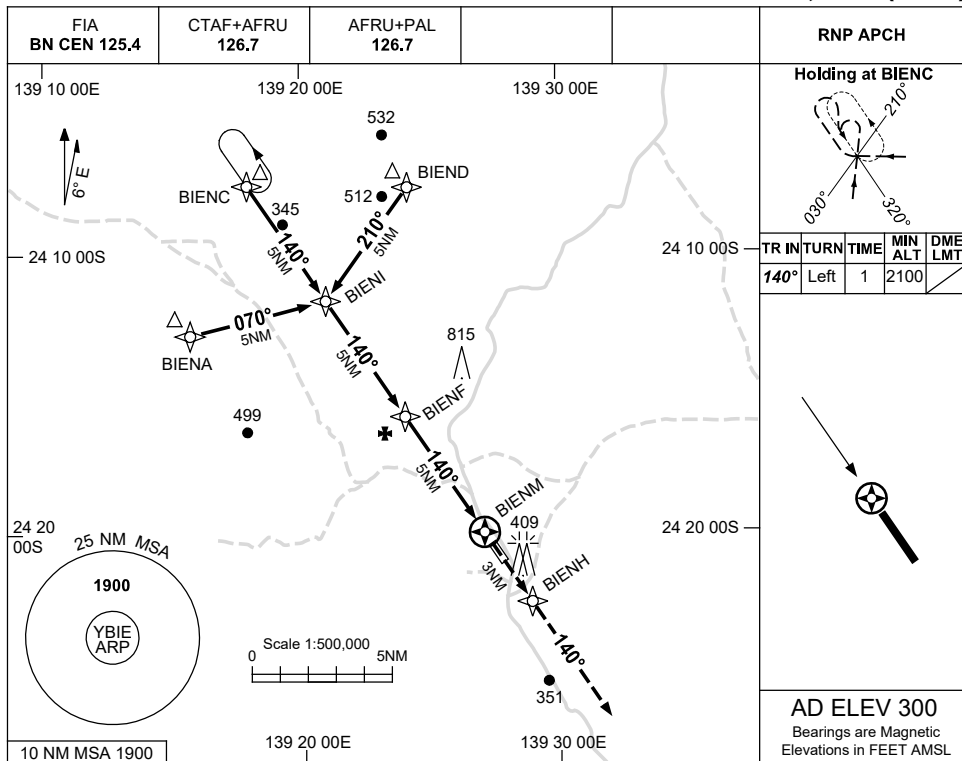 FIA
BN CEN 125.4
CTAF+AFRU
126.7
AFRU+PAL
126.7
RNP APCH
139 10 00E
139 20 00E
139 30 00E
Holding at BIENC
210°
030°
320°
TR IN
TURN
TIME
MIN ALT
DME LMT
140°
Left
1
2100
6° E
532
BIENC
BIEND
512
345
140°
5NM
210°
5NM
24 10 00S
24 10 00S
BIENI
070°
5NM
BIENA
140°
5NM
815
BIENF
499
140°
5NM
BIENM
24 20 00S
24 20 00S
409
3NM
BIENH
25 NM MSA
1900
YBIE
ARP
Scale 1:500,000
0
5NM
140°
351
AD ELEV 300
Bearings are Magnetic
Elevations in FEET AMSL
10 NM MSA 1900
139 20 00E
139 30 00E